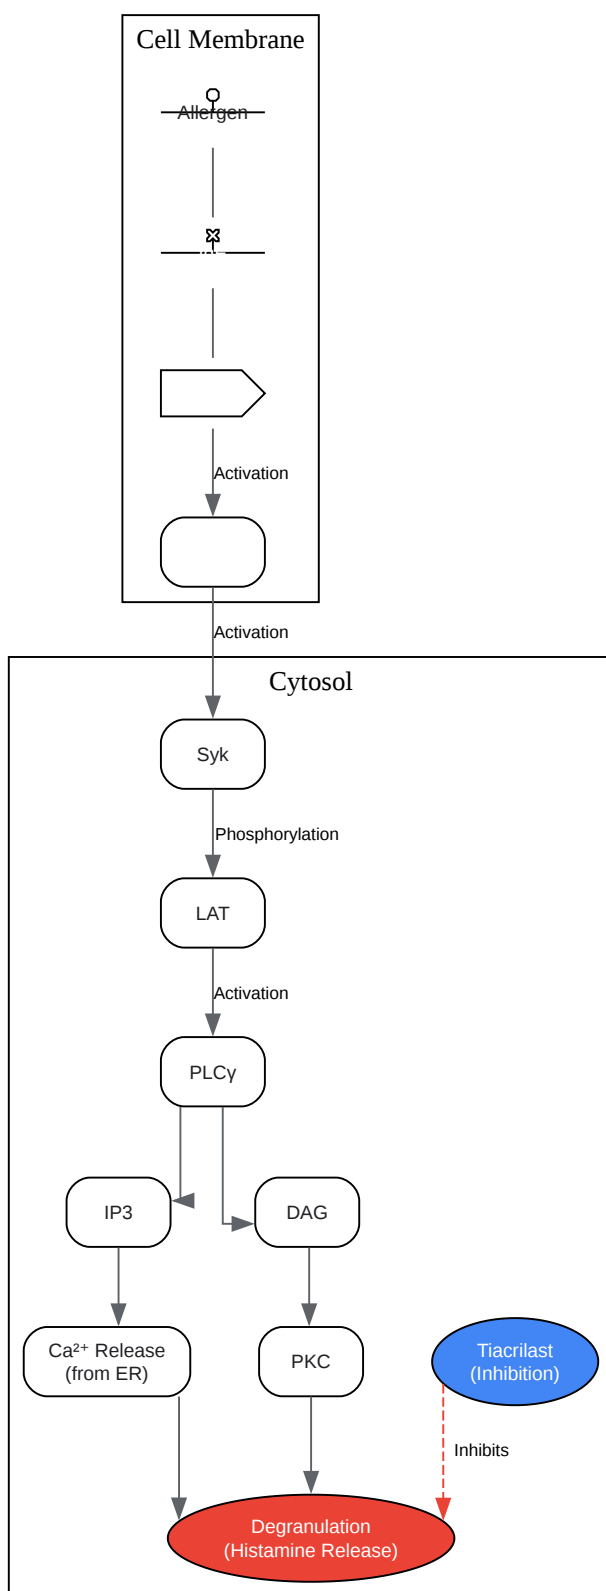 Cell Membrane
Allergen
Activation
Activation
Cytosol
Syk
Phosphorylation
LAT
Activation
PLCγ
IP3
DAG
Ca²⁺ Release
(from ER)
PKC
Tiacrilast
(Inhibition)
Inhibits
Degranulation
(Histamine Release)